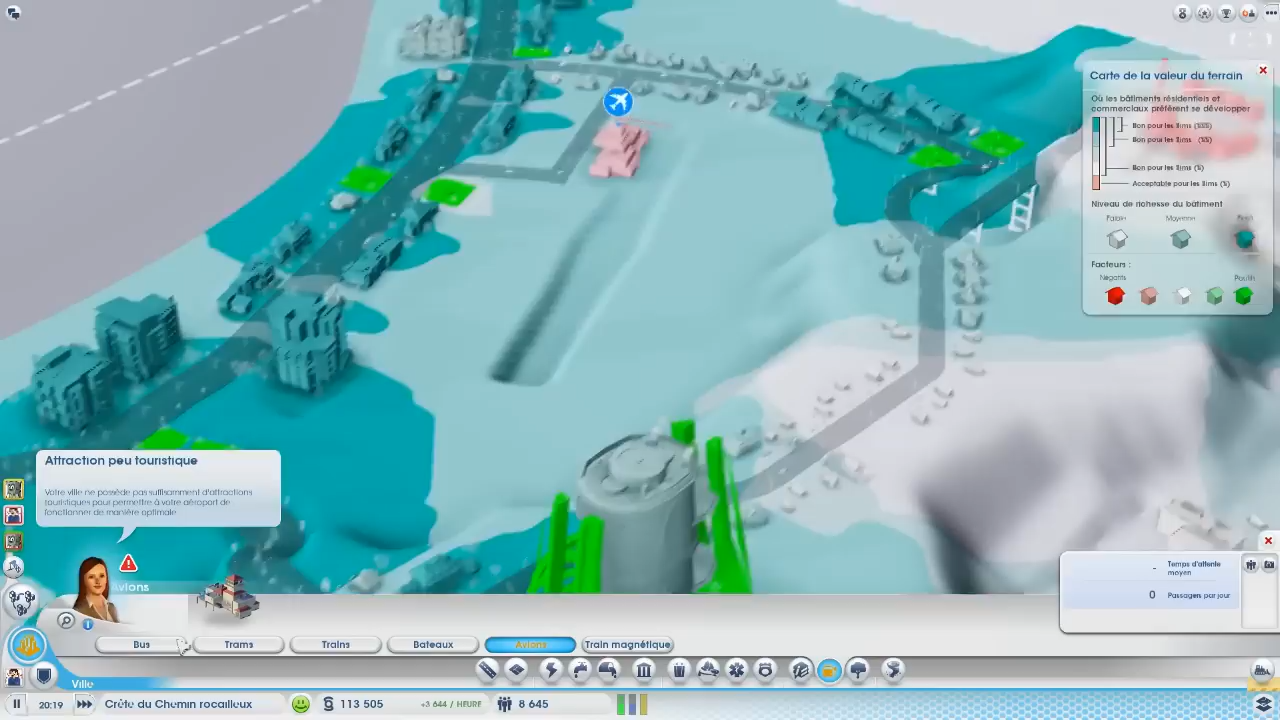 Carte de la valeur du terrain
Où les bâtiments résidentiels et
commerciaux préfèrent se développer
Bon pour les Sims (§§§)
Bon pour les Sims (§§)
Bon pour les Sims (§)
Acceptable pour les Sims (§)
Niveau de richesse du bâtiment
Faible
Moyenne
Facteurs :
Négatifs
Positifs
Attraction peu touristique
Votre ville ne possède pas suffisamment d'attractions
touristiques pour permettre à votre aéroport de
fonctionner de manière optimale.
Avions
- Temps d'attente
moyen
0 Passagers par jour
Bus
Trams
Trains
Bateaux
Avions
Train magnétique
Ville
20:19
Crête du Chemin rocailleux
113 505
+3 644 / HEURE
8 645